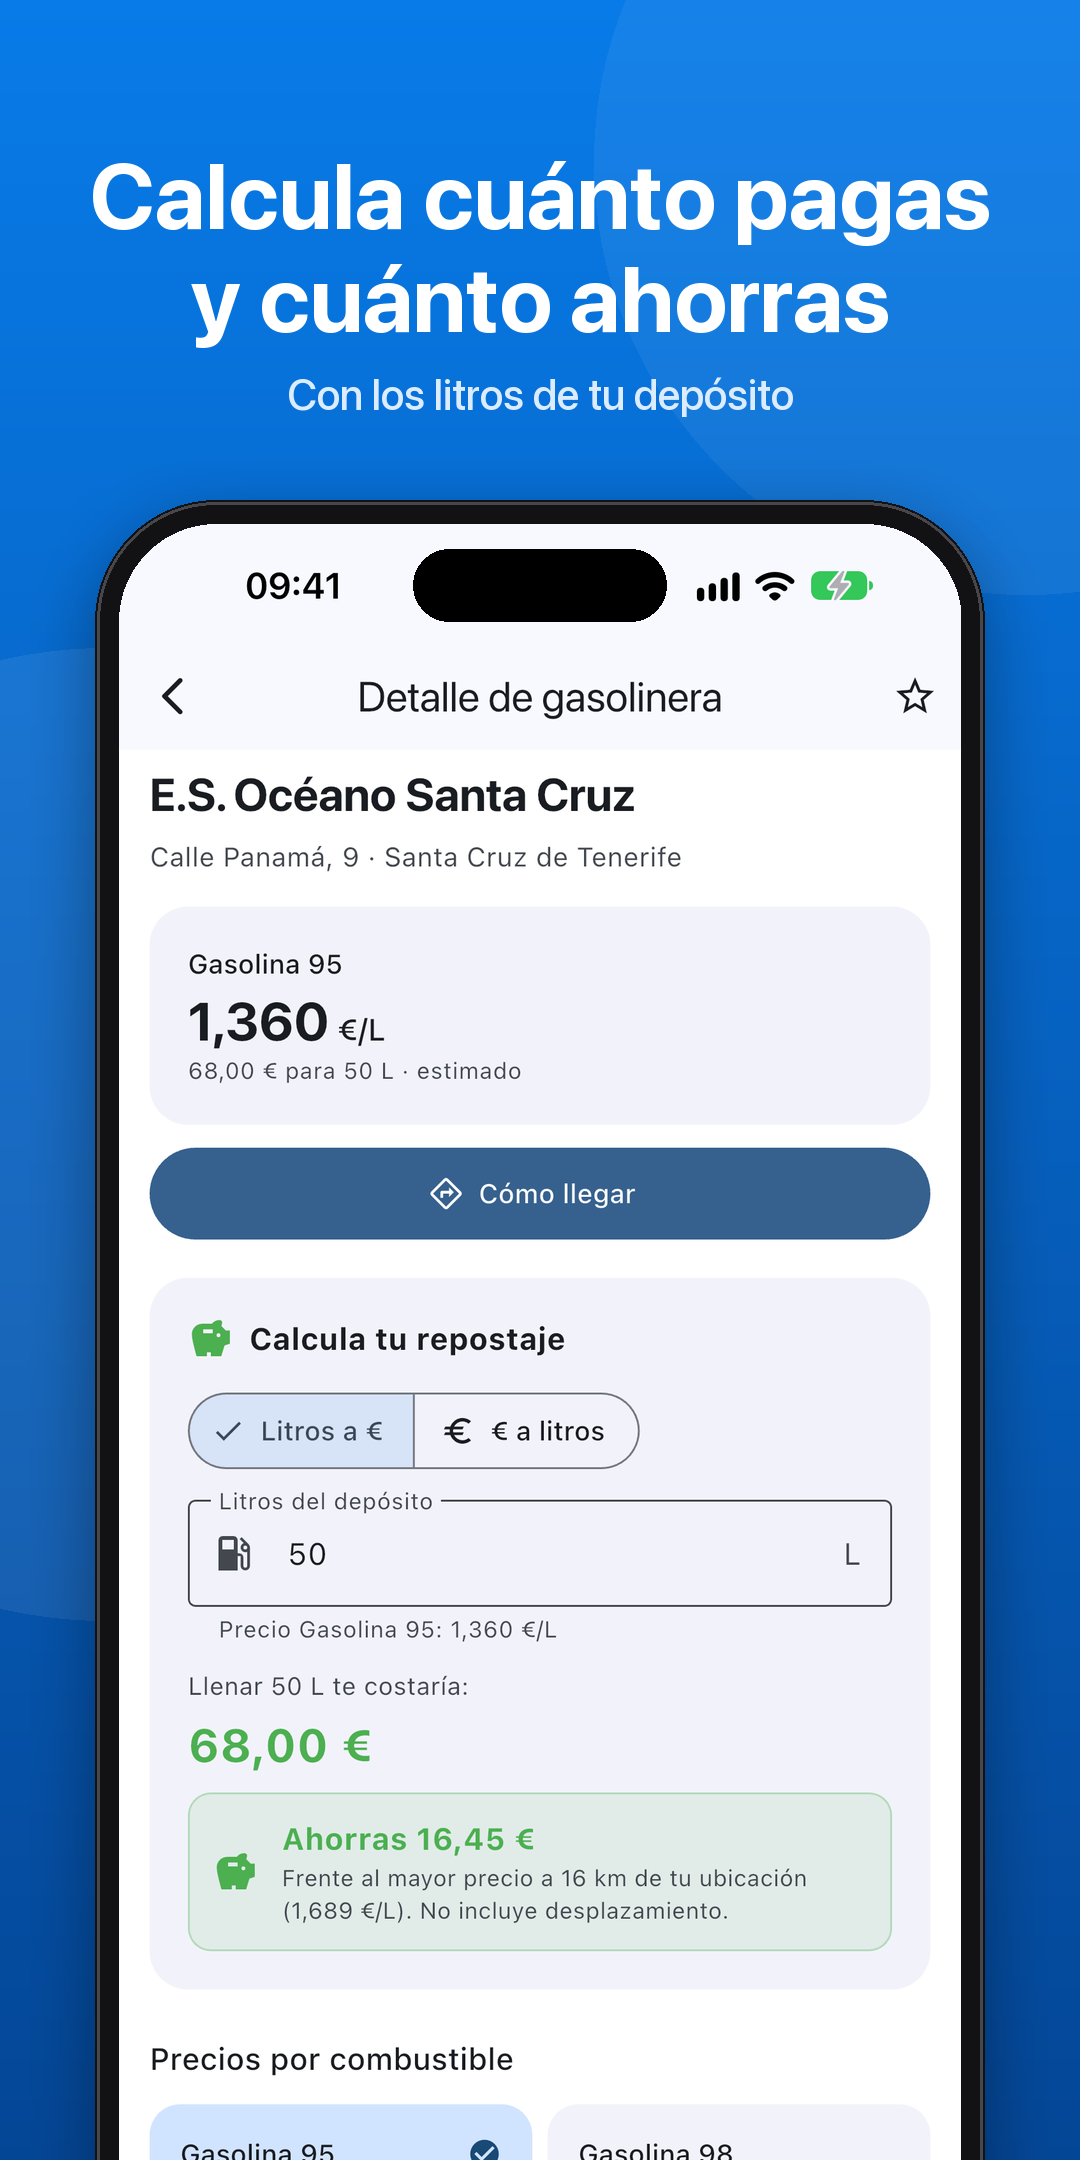 Calcula cuánto pagas
y cuánto ahorras
Con los litros de tu depósito
09:41
Detalle de gasolinera
E.S. Océano Santa Cruz
Calle Panamá, 9 · Santa Cruz de Tenerife
Gasolina 95
1,360 €/L
68,00 € para 50 L · estimado
Cómo llegar
Calcula tu repostaje
Litros a €
€ € a litros
Litros del depósito
50 L
Precio Gasolina 95: 1,360 €/L
Llenar 50 L te costaría:
68,00 €
Ahorras 16,45 €
Frente al mayor precio a 16 km de tu ubicación
(1,689 €/L). No incluye desplazamiento.
Precios por combustible
Gasolina 95
Gasolina 98